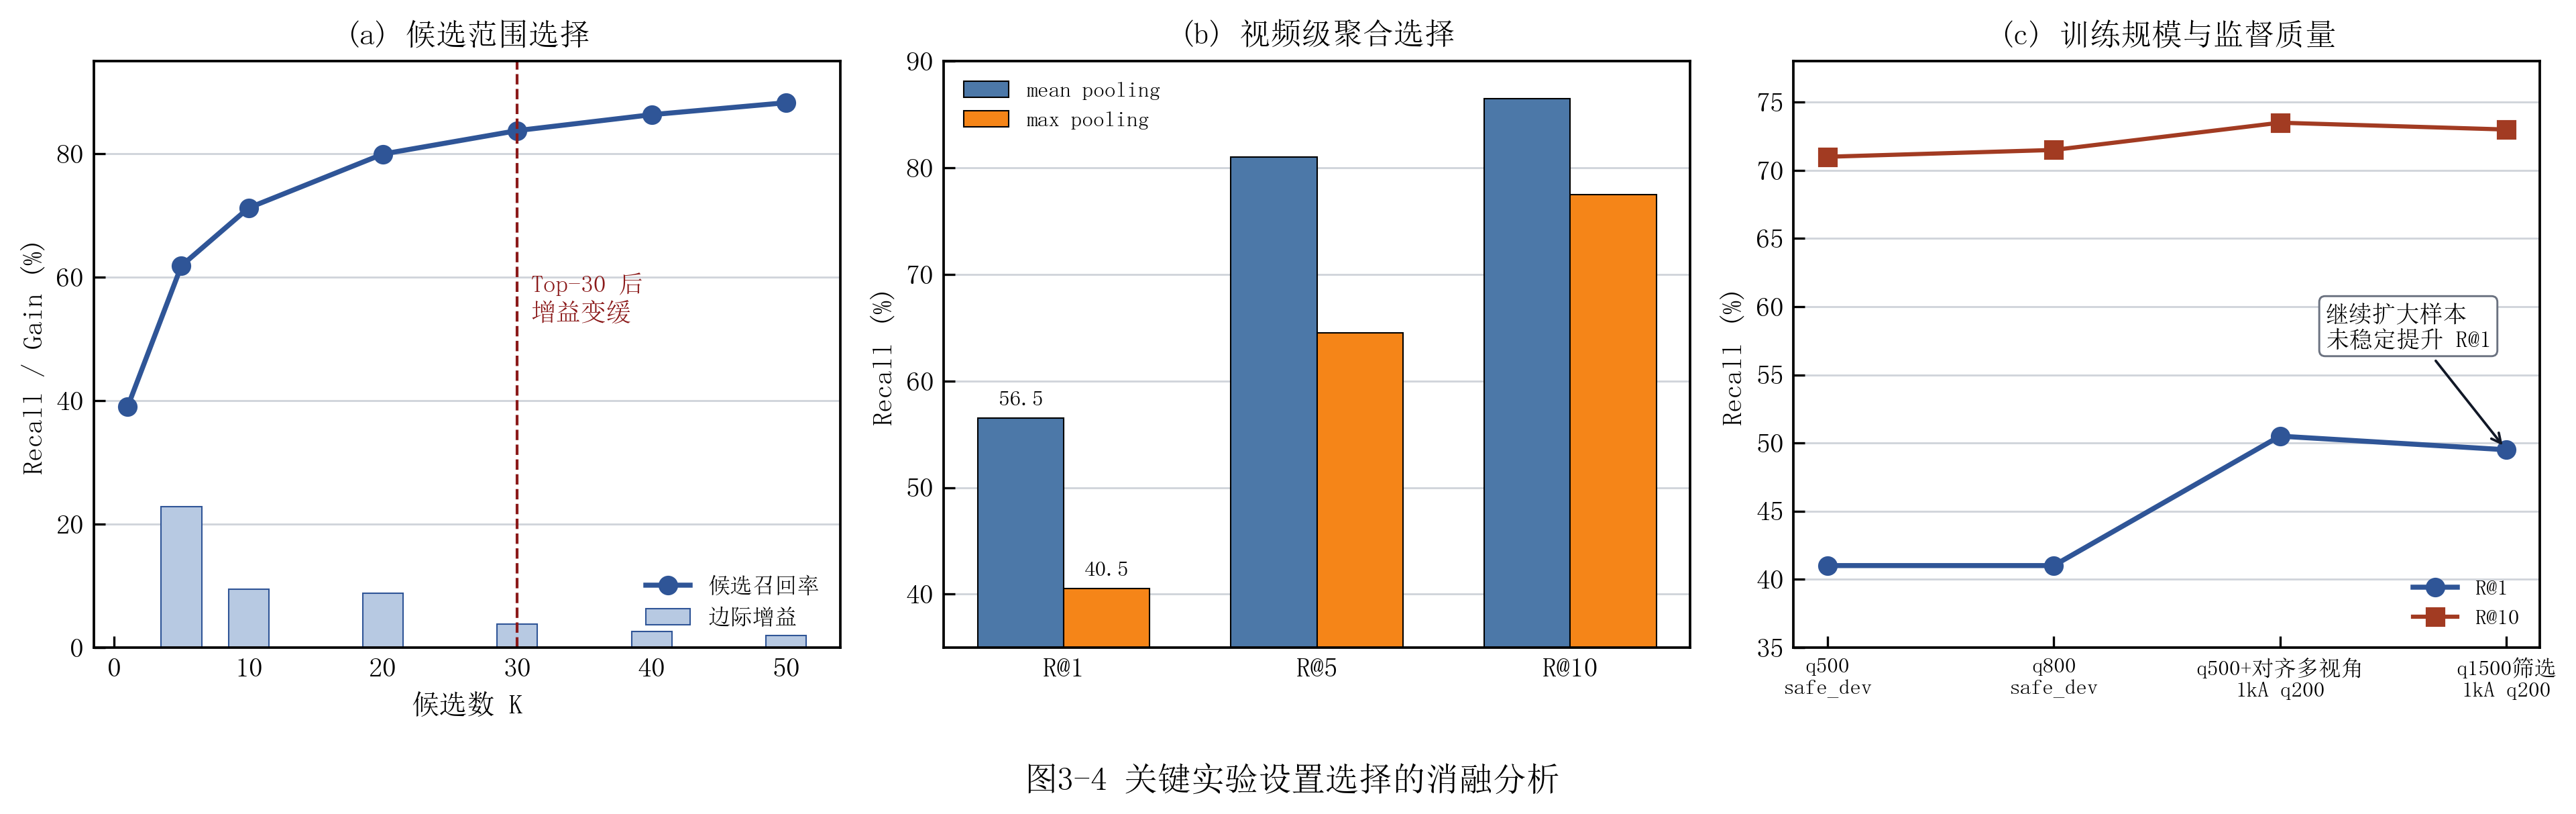 (a) 候选范围选择
Recall / Gain (%)
80
60
40
20
0
Top-30 后
增益变缓
候选召回率
边际增益
0 10 20 30 40 50
候选数 K
(b) 视频级聚合选择
Recall (%)
90
80
70
60
50
40
mean pooling
max pooling
56.5
40.5
R@1 R@5 R@10
(c) 训练规模与监督质量
Recall (%)
75
70
65
60
55
50
45
40
35
继续扩大样本
未稳定提升 R@1
R@1
R@10
q500
safe_dev
q800
safe_dev
q500+对齐多视角
1kA q200
q1500筛选
1kA q200
图3-4 关键实验设置选择的消融分析